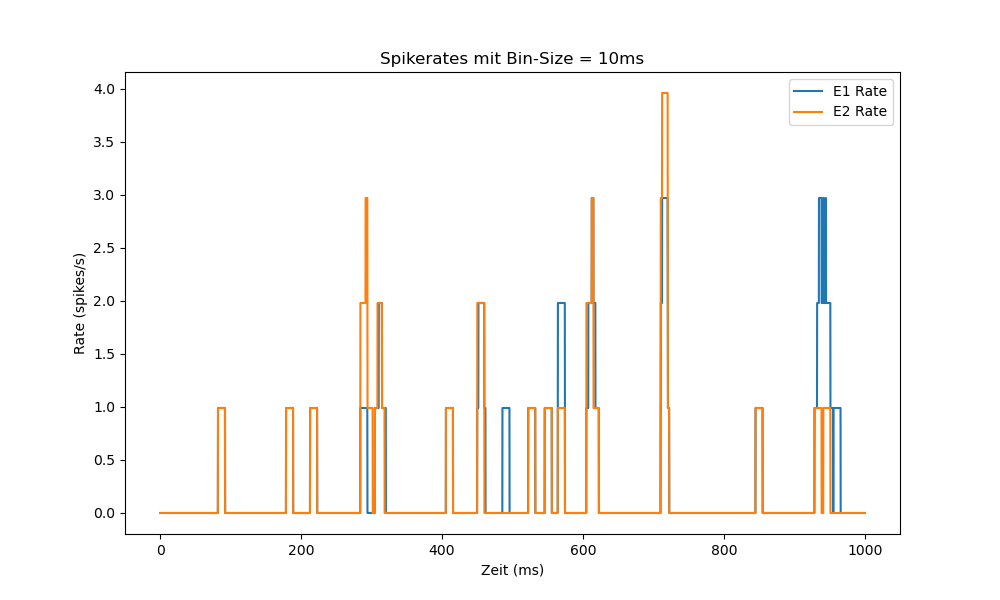 Spikerates mit Bin-Size = 10ms
E1 Rate
E2 Rate
4.0
3.5
3.0
2.5
2.0
1.5
1.0
0.5
0.0
Rate (spikes/s)
0 200 400 600 800 1000
Zeit (ms)